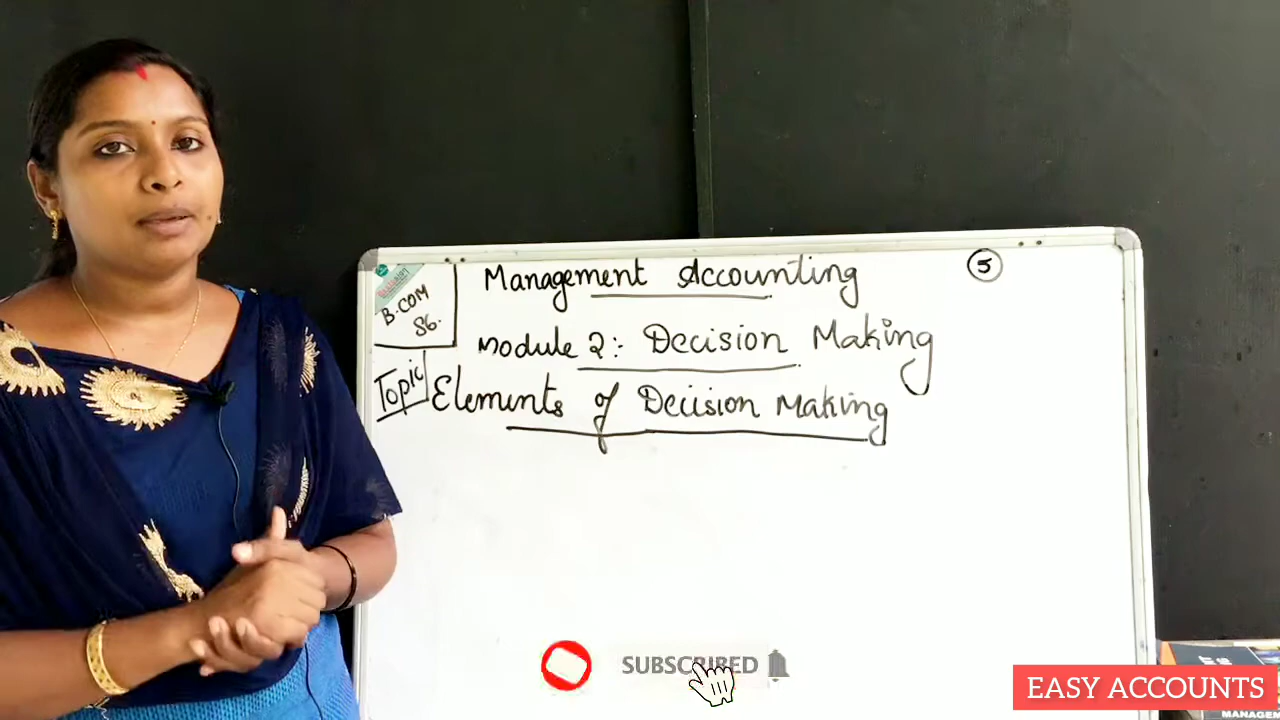 Management Accounting
5
B.COM
S6.
Module 2:- Decision Making
Topic
Elements of Decision Making
SUBSCRIBED
EASY ACCOUNTS